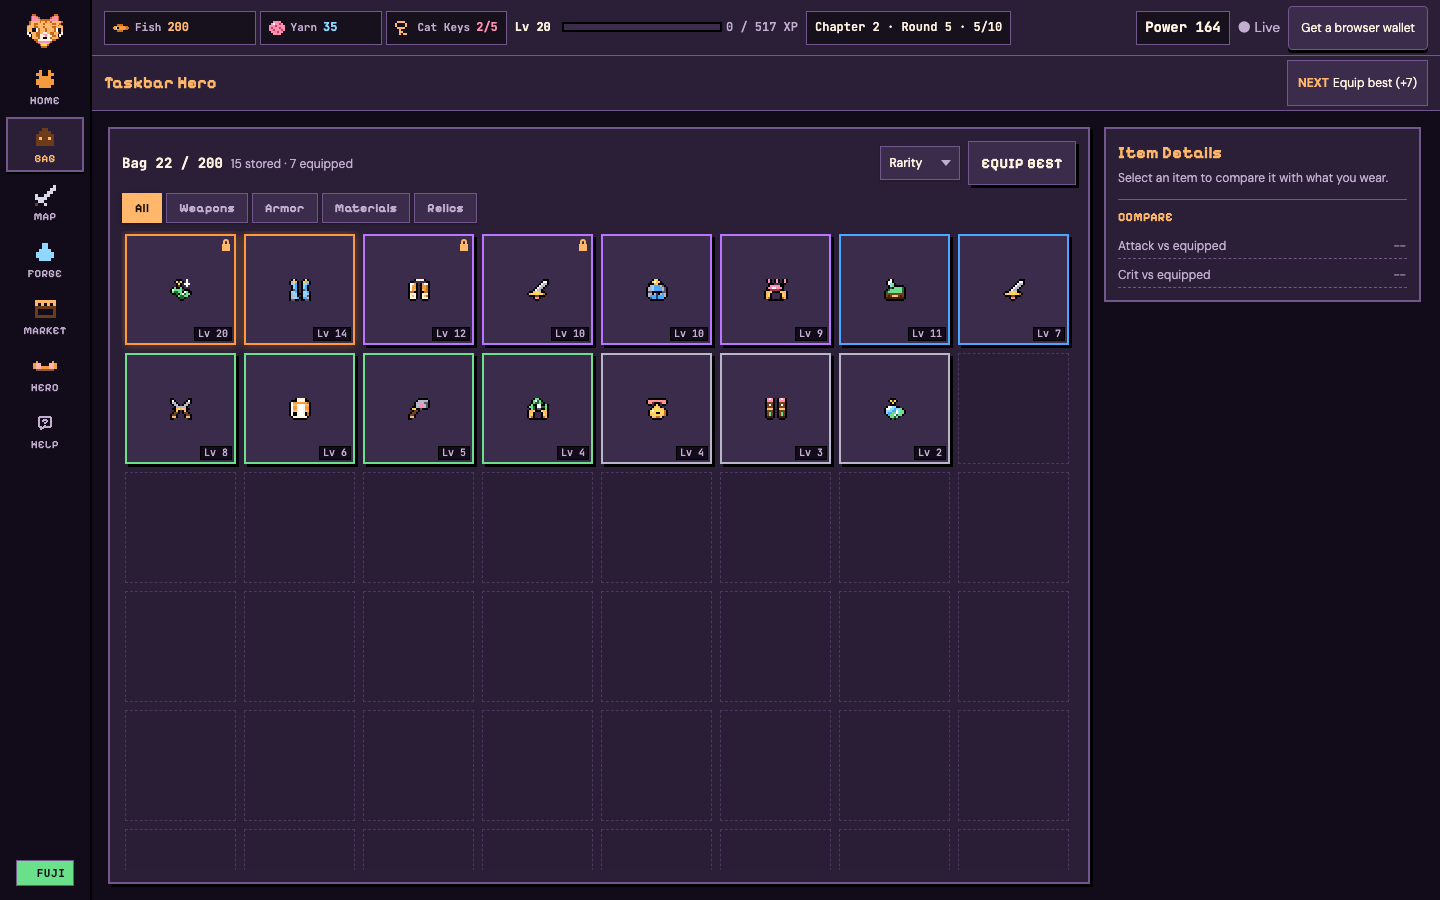 Fish 200
Yarn 35
Cat Keys 2/5
Lv 20
0 / 517 XP
Chapter 2 · Round 5 · 5/10
Power 164
Live
Get a browser wallet
Taskbar Hero
NEXT Equip best (+7)
HOME
BAG
MAP
FORGE
MARKET
HERO
HELP
FUJI
Bag 22 / 200 15 stored · 7 equipped
Rarity
EQUIP BEST
All
Weapons
Armor
Materials
Relics
Lv 20
Lv 14
Lv 12
Lv 10
Lv 10
Lv 9
Lv 11
Lv 7
Lv 8
Lv 6
Lv 5
Lv 4
Lv 4
Lv 3
Lv 2
Item Details
Select an item to compare it with what you wear.
COMPARE
Attack vs equipped --
Crit vs equipped --